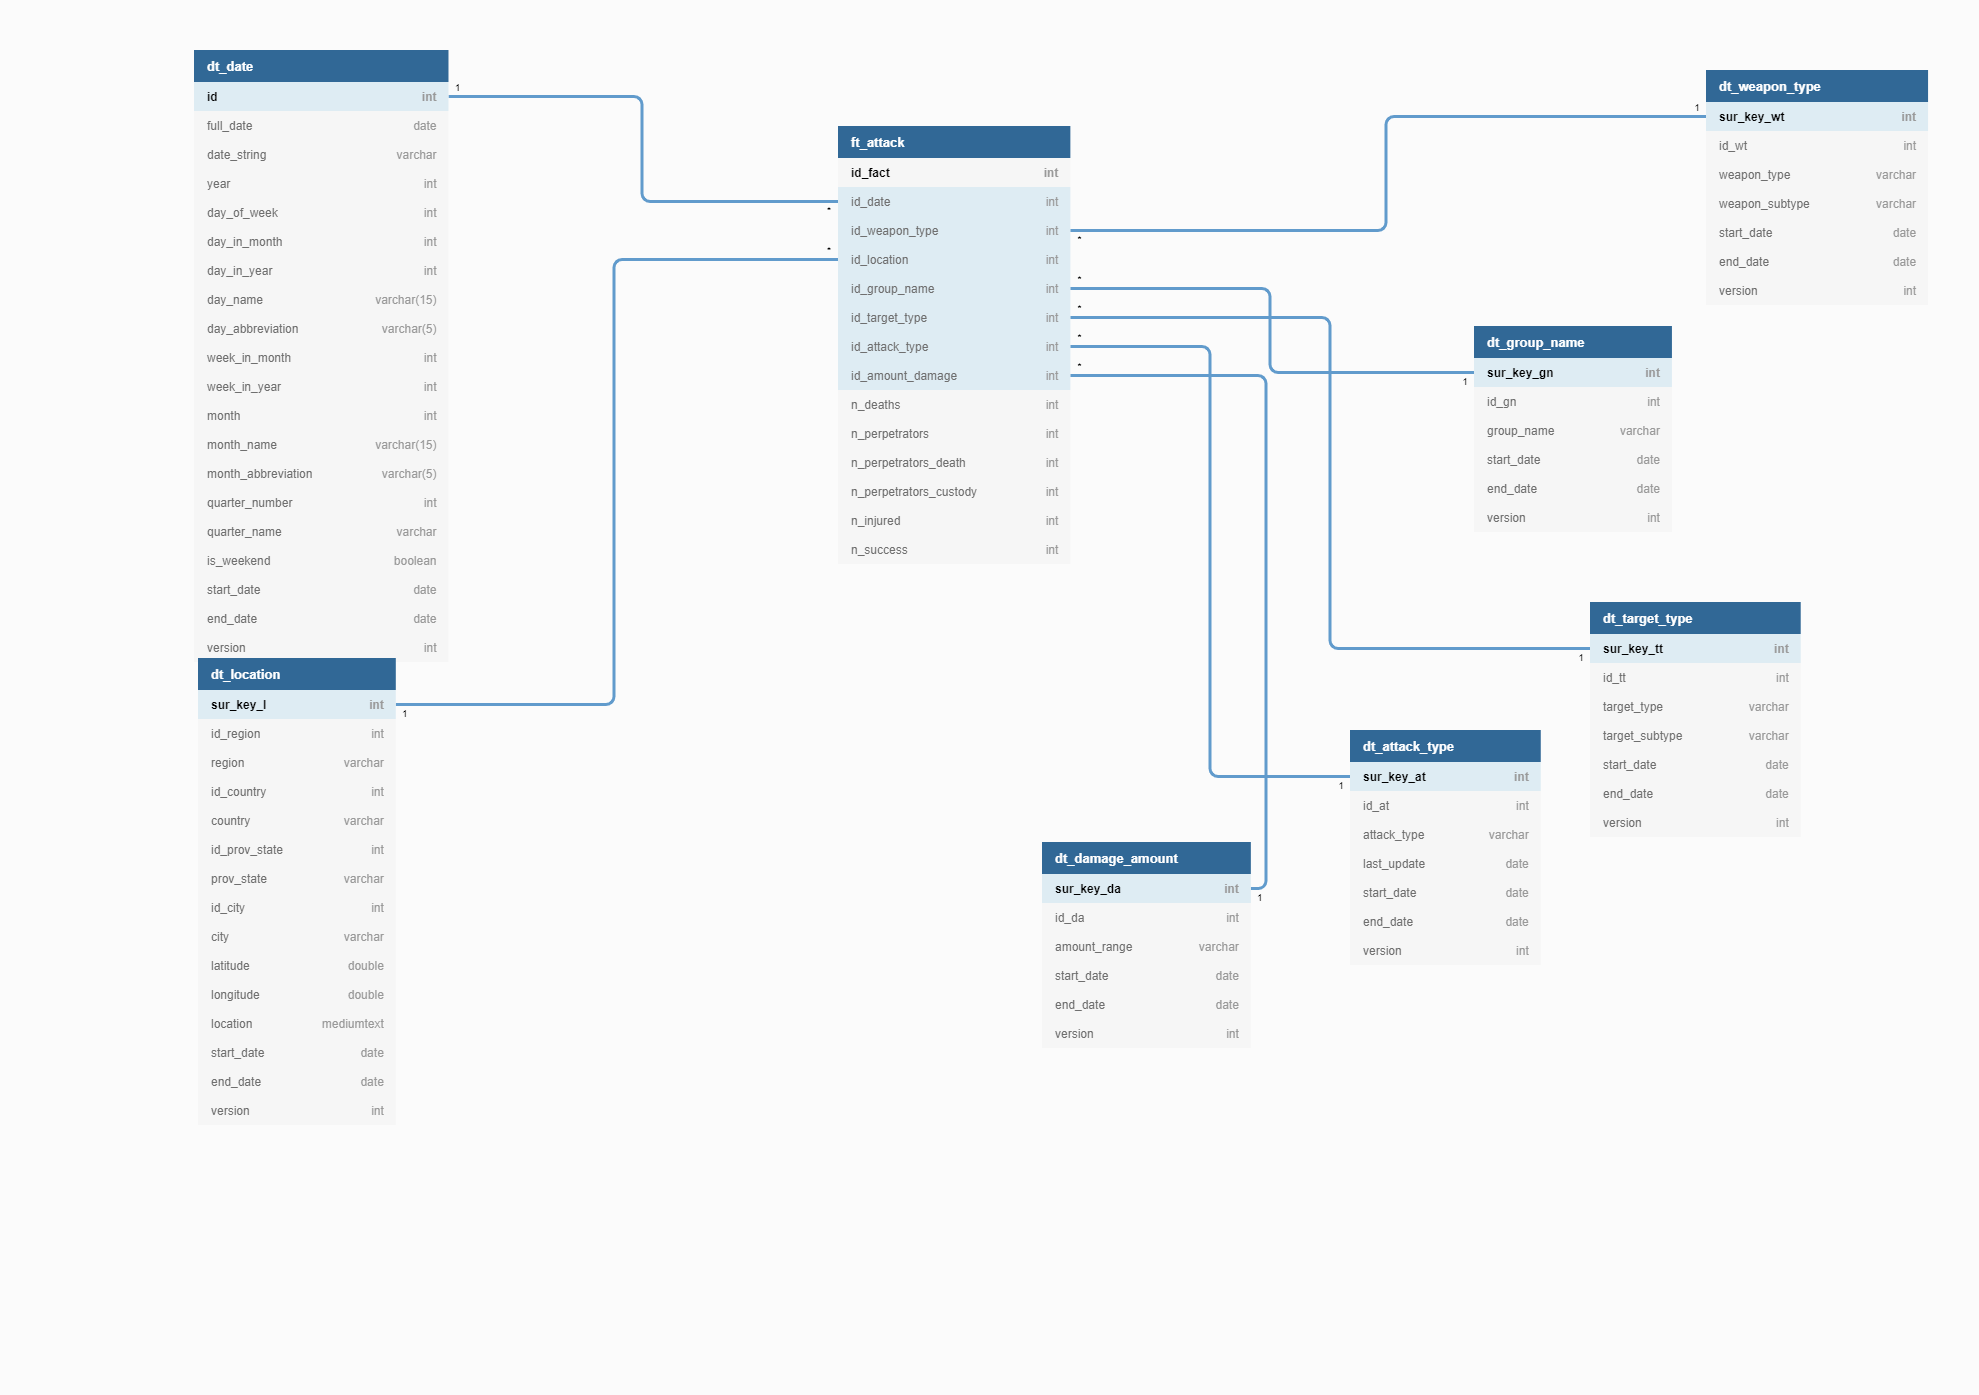 dt_date
id int
full_date date
date_string varchar
year int
day_of_week int
day_in_month int
day_in_year int
day_name varchar(15)
day_abbreviation varchar(5)
week_in_month int
week_in_year int
month int
month_name varchar(15)
month_abbreviation varchar(5)
quarter_number int
quarter_name varchar
is_weekend boolean
start_date date
end_date date
version int
1
dt_location
sur_key_l int
id_region int
region varchar
id_country int
country varchar
id_prov_state int
prov_state varchar
id_city int
city varchar
latitude double
longitude double
location mediumtext
start_date date
end_date date
version int
1
ft_attack
id_fact int
id_date int
id_weapon_type int
id_location int
id_group_name int
id_target_type int
id_attack_type int
id_amount_damage int
n_deaths int
n_perpetrators int
n_perpetrators_death int
n_perpetrators_custody int
n_injured int
n_success int
*
*
*
*
*
*
*
dt_weapon_type
1
sur_key_wt int
id_wt int
weapon_type varchar
weapon_subtype varchar
start_date date
end_date date
version int
dt_group_name
sur_key_gn int
1
id_gn int
group_name varchar
start_date date
end_date date
version int
dt_target_type
sur_key_tt int
1
id_tt int
target_type varchar
target_subtype varchar
start_date date
end_date date
version int
dt_attack_type
sur_key_at int
1
id_at int
attack_type varchar
last_update date
start_date date
end_date date
version int
dt_damage_amount
sur_key_da int
1
id_da int
amount_range varchar
start_date date
end_date date
version int